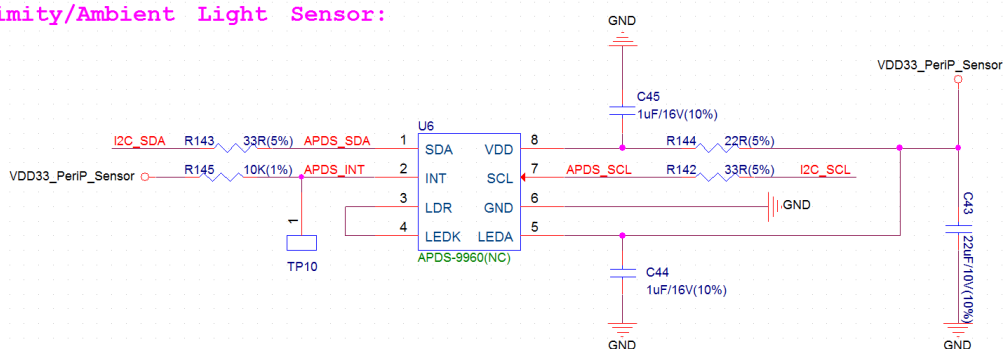 imity/Ambient Light Sensor:
GND
VDD33_PeriP_Sensor
C45
1uF/16V(10%)
U6
I2C_SDA R143 33R(5%) APDS_SDA 1 SDA VDD 8 R144 22R(5%)
VDD33_PeriP_Sensor R145 10K(1%) APDS_INT 2 INT SCL 7 APDS_SCL R142 33R(5%) I2C_SCL
3 LDR GND 6 GND
4 LEDK LEDA 5
APDS-9960(NC)
1
TP10
C44
1uF/16V(10%)
C43
22uF/10V(10%)
GND
GND